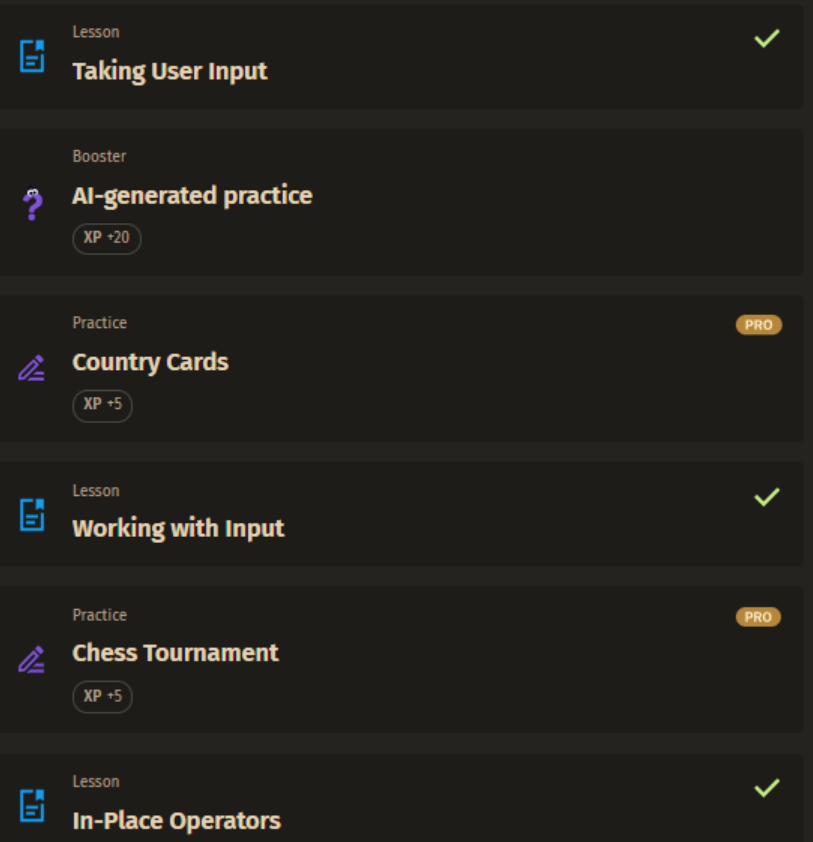 Lesson
Taking User Input
Booster
AI-generated practice
XP +20
Practice
PRO
Country Cards
XP +5
Lesson
Working with Input
Practice
PRO
Chess Tournament
XP +5
Lesson
In-Place Operators